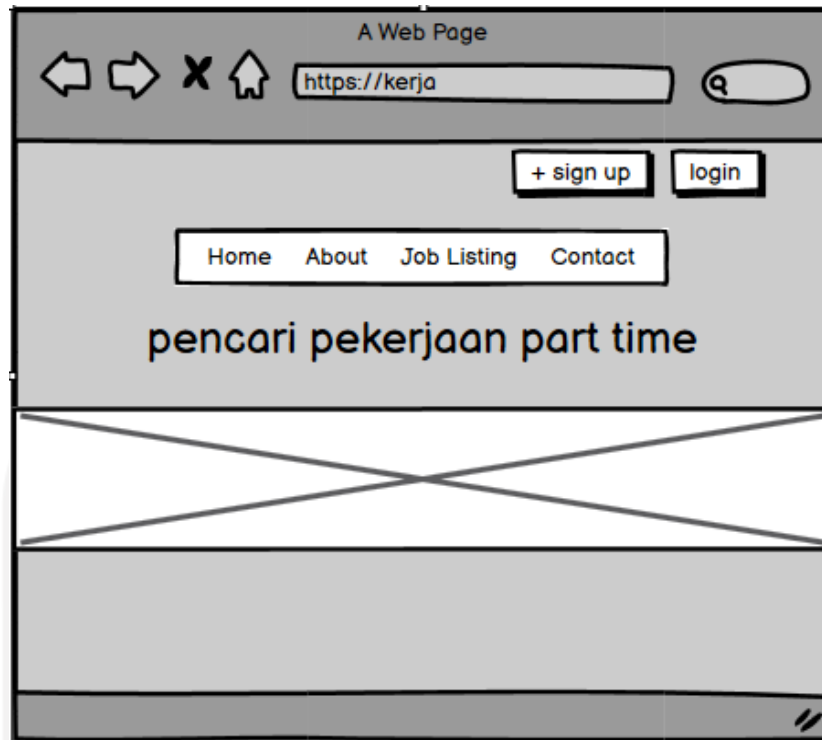 A Web Page
https://kerja
+ sign up login
Home About Job Listing Contact
pencari pekerjaan part time